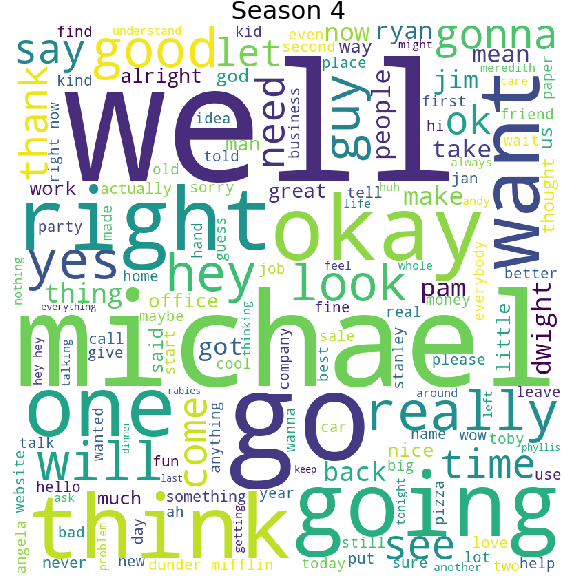 Season 4
find
understand
kid
even
now
ryan
gonna
say
good
let
second
way
might
kind
alright
god
place
mean
meredith
care
thank
right now
well
need
business
guy
people
jim
first
paper
idea
hi
ok
friend
us
old
told
man
take
wait
want
thought
work
actually
sorry
great
tell
huh
jan
always
party
made
right
hand
guess
okay
life
make
andy
yes
home
hey
job
feel
look
whole
better
nothing
thing
office
pam
money
everybody
everything
maybe
fine
real
little
dwight
michael
hey hey
talking
call
give
said
start
cool
got
thinking
company
sale
best
stanley
please
leave
one
rabies
go
car
around
really
left
name
wow
toby
phyllis
talk
wanted
dinner
come
anything
wanna
will
last
fun
keep
back
big
nice
time
use
angela
website
hello
ask
much
something
year
tonight
pizza
think
ah
getting
going
see
still
love
bad
problem
day
never
new
dunder mifflin
today
put
sure
another
lot
two
help